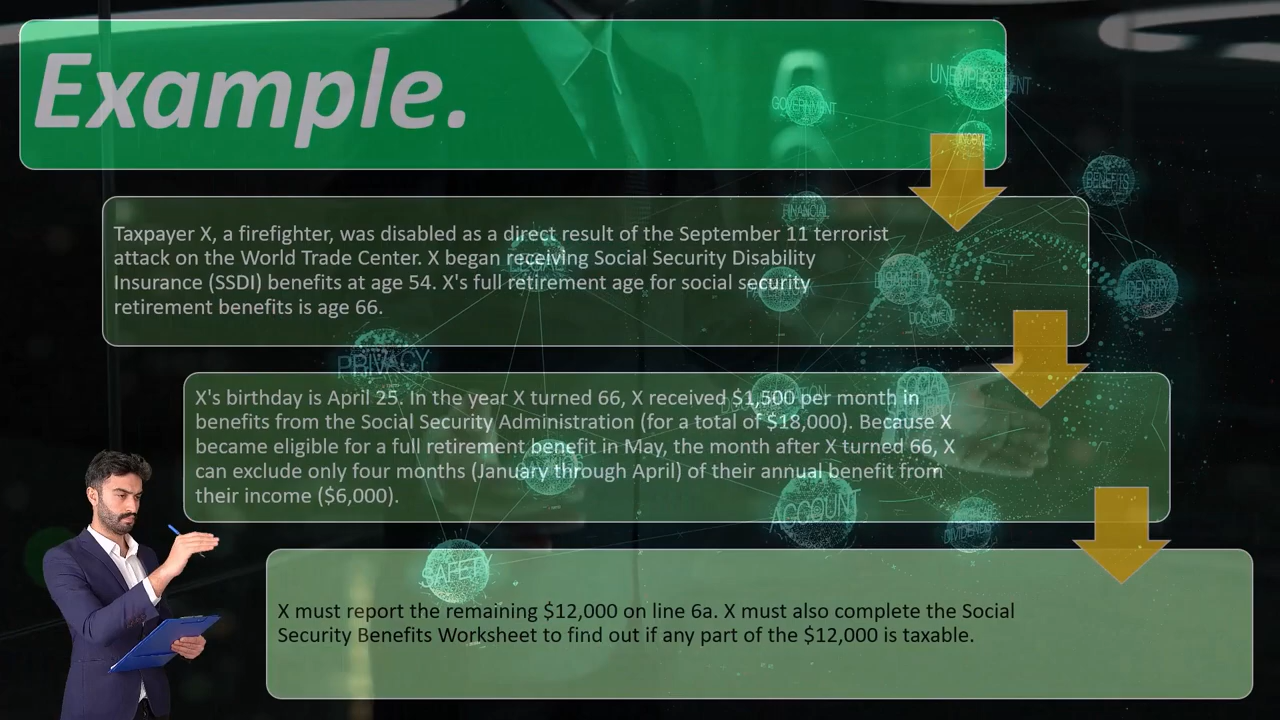 Example.
Taxpayer X, a firefighter, was disabled as a direct result of the September 11 terrorist
attack on the World Trade Center. X began receiving Social Security Disability
Insurance (SSDI) benefits at age 54. X's full retirement age for social security
retirement benefits is age 66.
X's birthday is April 25. In the year X turned 66, X received $1,500 per month in
benefits from the Social Security Administration (for a total of $18,000). Because X
became eligible for a full retirement benefit in May, the month after X turned 66, X
can exclude only four months (January through April) of their annual benefit from
their income ($6,000).
X must report the remaining $12,000 on line 6a. X must also complete the Social
Security Benefits Worksheet to find out if any part of the $12,000 is taxable.
UNEMPLOYMENT
GOVERNMENT
INCOME
BENEFITS
FINANCIAL
IDENTITY
DOCUMENT
PRIVACY
SOCIAL
ACCOUNT
DIVIDEND
SAFETY